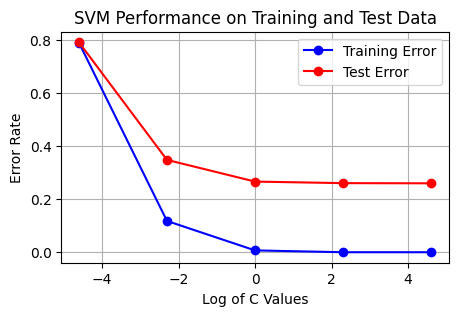 SVM Performance on Training and Test Data
0.8
0.6
0.4
0.2
0.0
Error Rate
Training Error
Test Error
−4
−2
0
2
4
Log of C Values